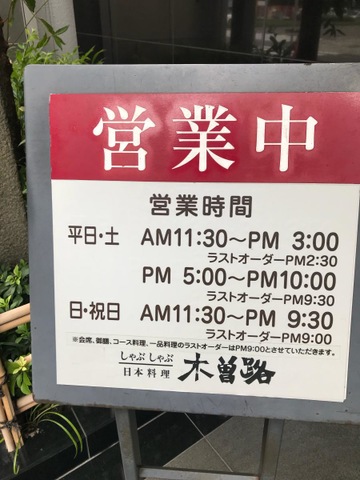 営業中
営業時間
平日・土 AM11:30～PM 3:00
ラストオーダーPM2:30
PM 5:00～PM10:00
ラストオーダーPM9:30
日・祝日 AM11:30～PM 9:30
ラストオーダーPM9:00
※会席、御膳、コース料理、一品料理のラストオーダーはPM9:00とさせていただきます。
しゃぶしゃぶ
日本料理 木曽路